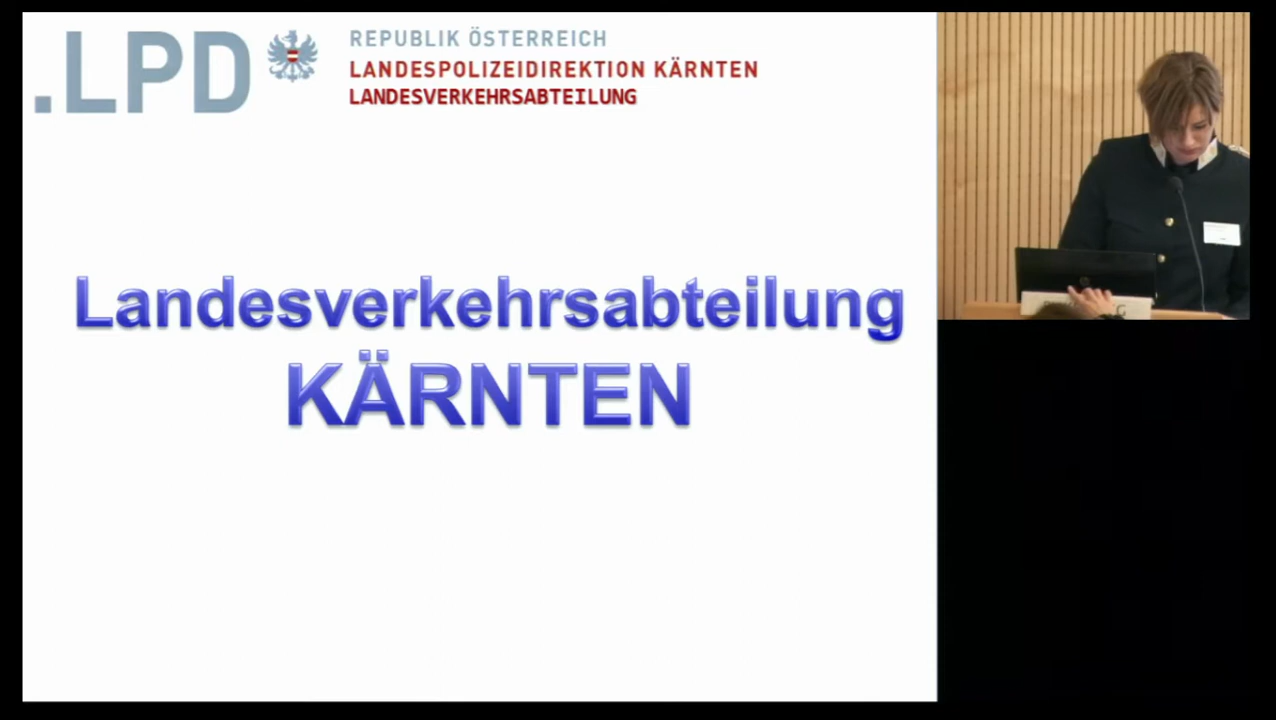 .LPD
REPUBLIK ÖSTERREICH
LANDESPOLIZEIDIREKTION KÄRNTEN
LANDESVERKEHRSABTEILUNG
Landesverkehrsabteilung
KÄRNTEN